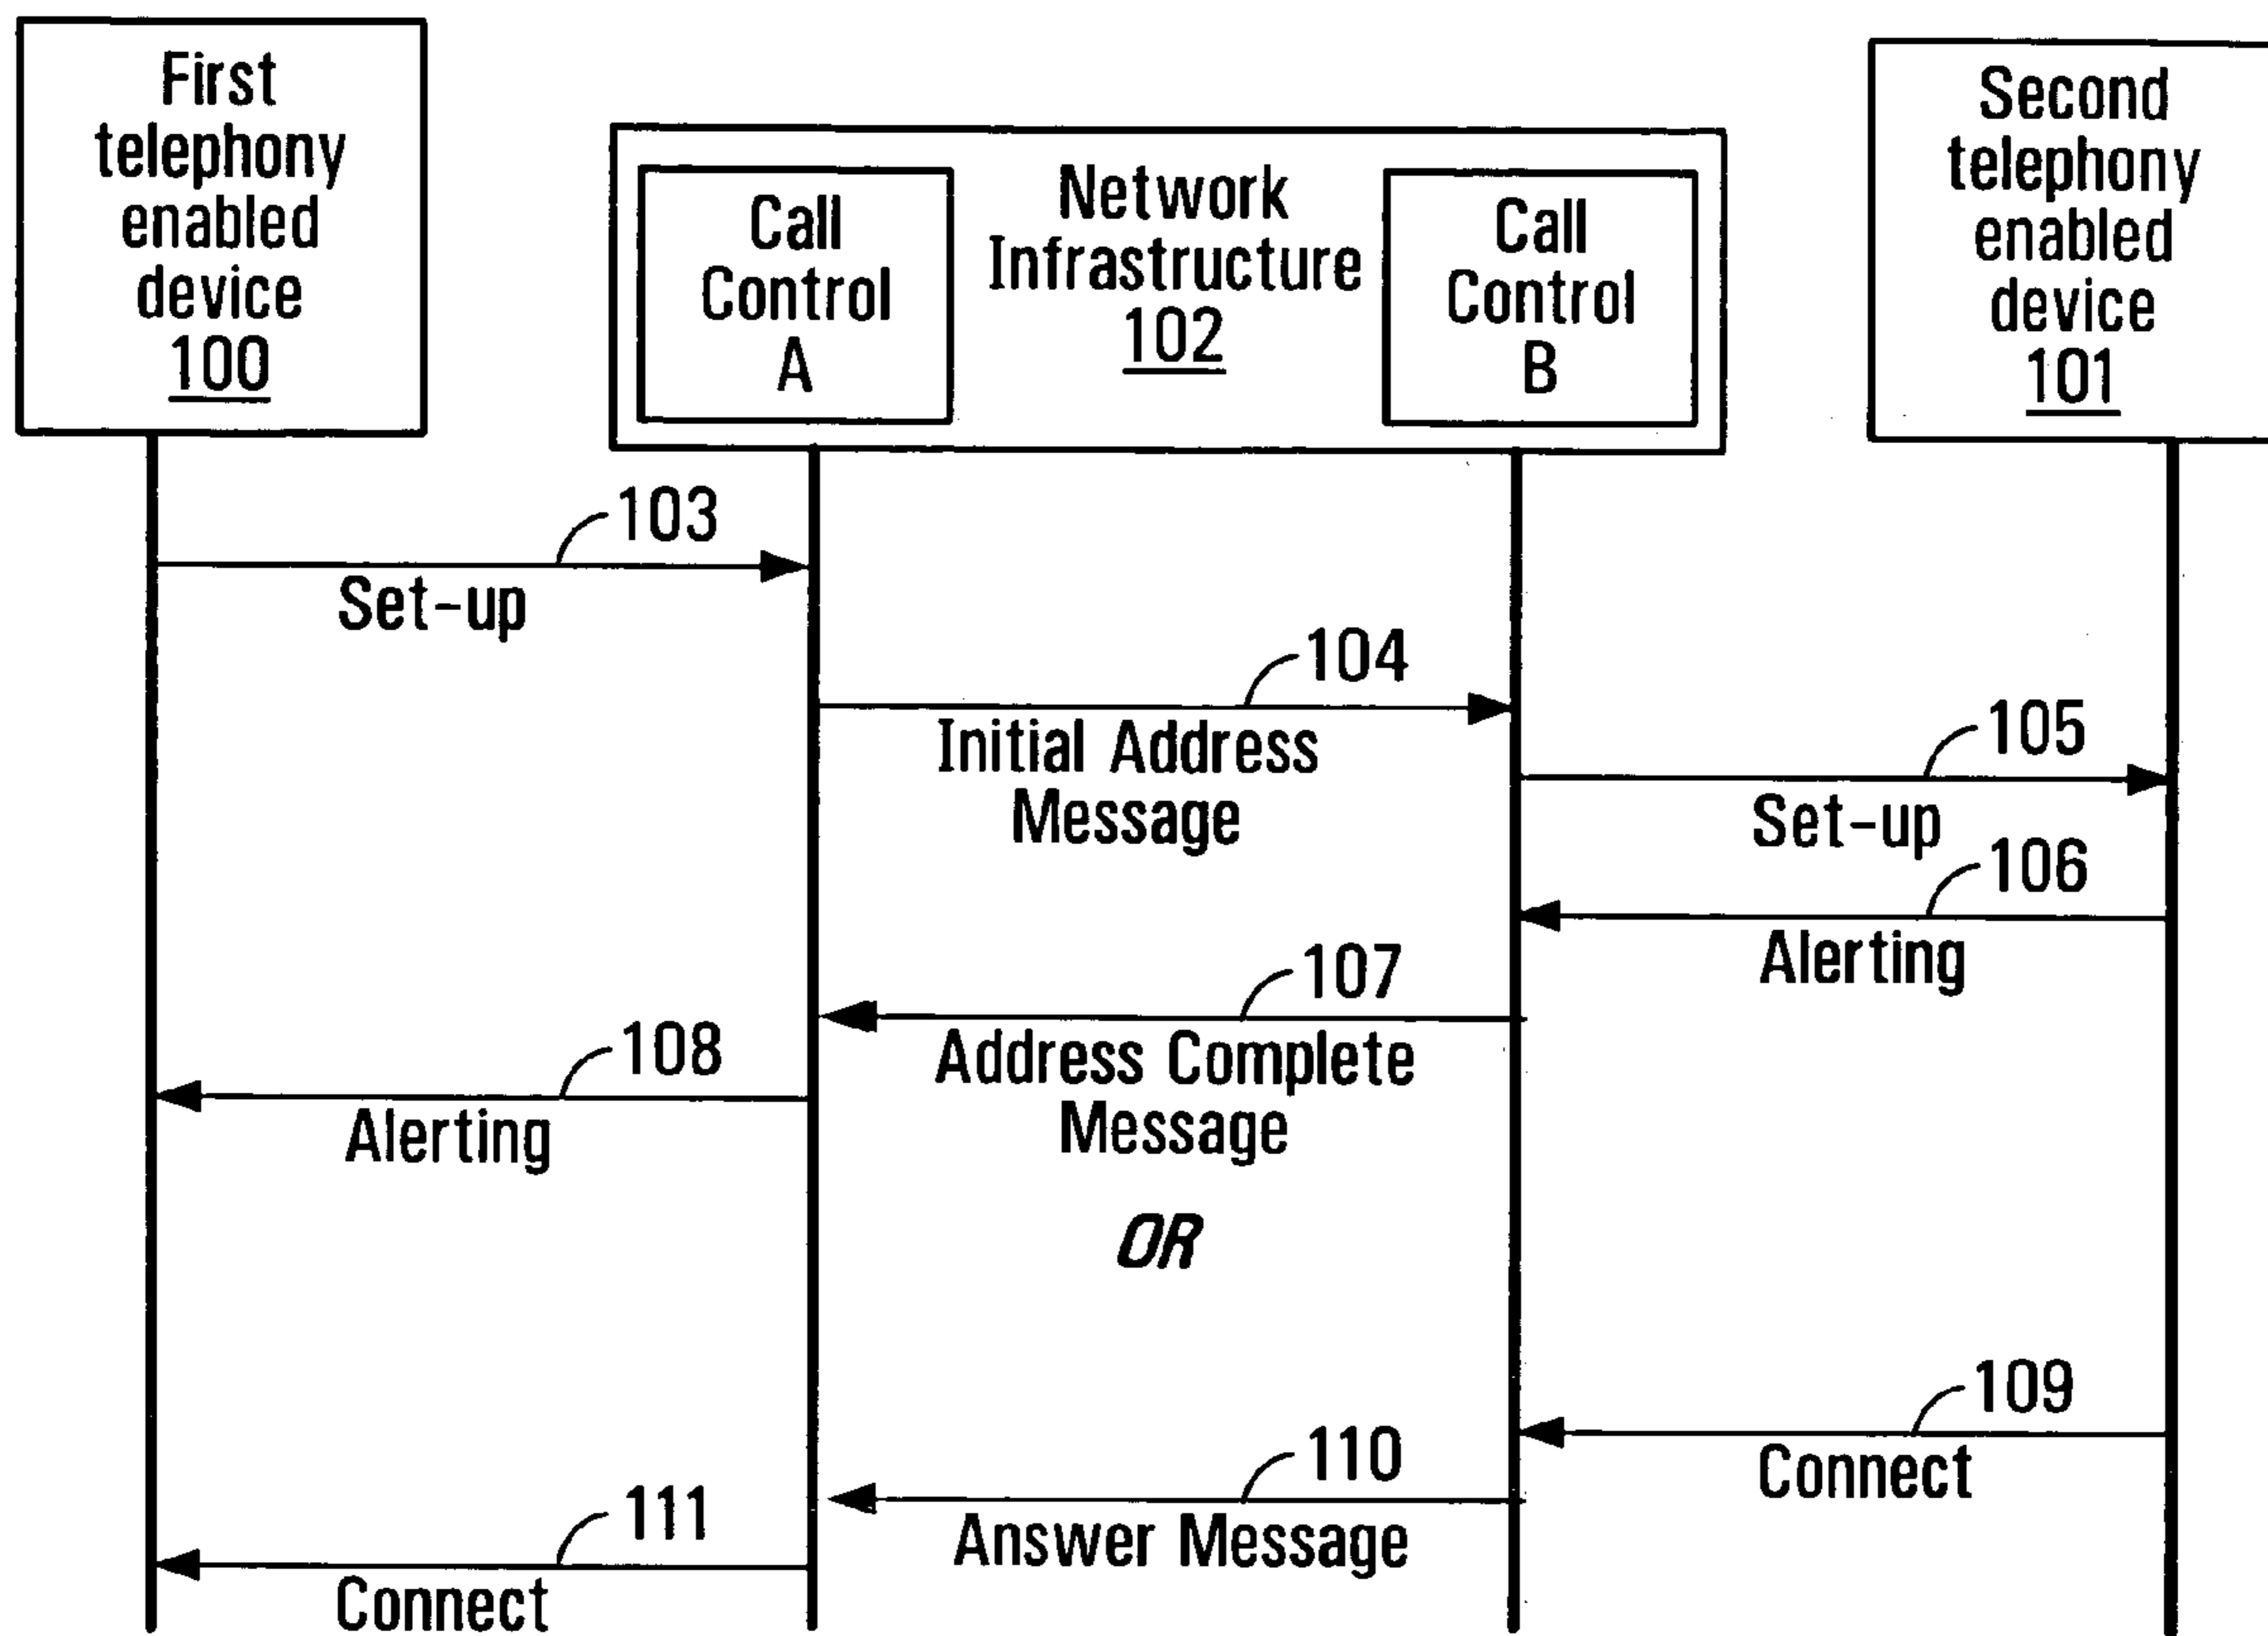 First
telephony
enabled
device
100
Call
Control
A
Network
Infrastructure
102
Call
Control
B
Second
telephony
enabled
device
101
103
Set-up
104
Initial Address
Message
105
Set-up
106
Alerting
107
Address Complete
Message
108
Alerting
OR
109
Connect
110
Answer Message
111
Connect